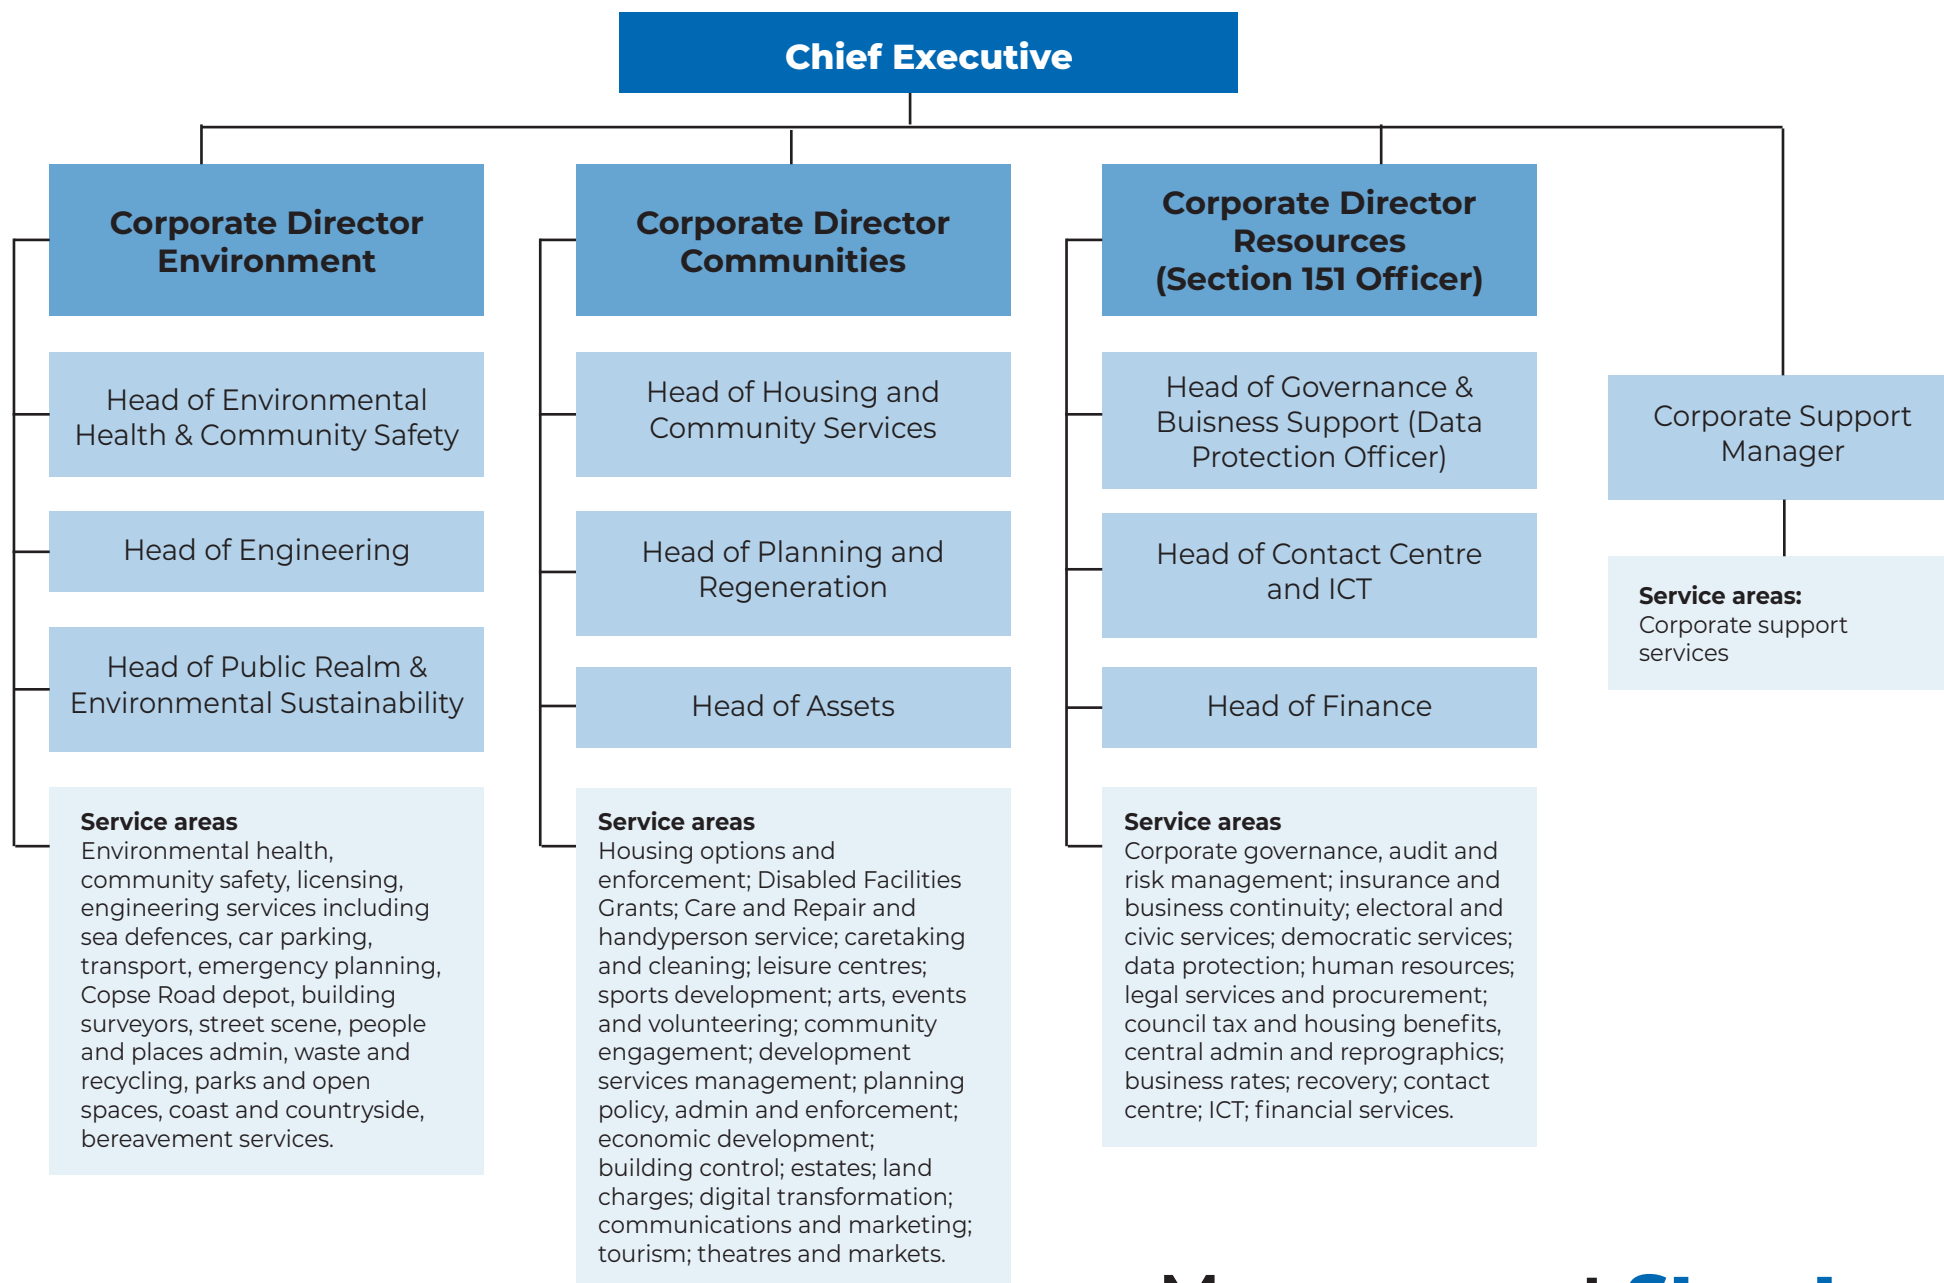 Chief Executive
Corporate Director
Environment
Head of Environmental
Health & Community Safety
Head of Engineering
Head of Public Realm &
Environmental Sustainability
Service areas
Environmental health,
community safety, licensing,
engineering services including
sea defences, car parking,
transport, emergency planning,
Copse Road depot, building
surveyors, street scene, people
and places admin, waste and
recycling, parks and open
spaces, coast and countryside,
bereavement services.
Corporate Director
Communities
Head of Housing and
Community Services
Head of Planning and
Regeneration
Head of Assets
Service areas
Housing options and
enforcement; Disabled Facilities
Grants; Care and Repair and
handyperson service; caretaking
and cleaning; leisure centres;
sports development; arts, events
and volunteering; community
engagement; development
services management; planning
policy, admin and enforcement;
economic development;
building control; estates; land
charges; digital transformation;
communications and marketing;
tourism; theatres and markets.
Corporate Director
Resources
(Section 151 Officer)
Head of Governance &
Buisness Support (Data
Protection Officer)
Head of Contact Centre
and ICT
Head of Finance
Service areas
Corporate governance, audit and
risk management; insurance and
business continuity; electoral and
civic services; democratic services;
data protection; human resources;
legal services and procurement;
council tax and housing benefits,
central admin and reprographics;
business rates; recovery; contact
centre; ICT; financial services.
Corporate Support
Manager
Service areas:
Corporate support
services